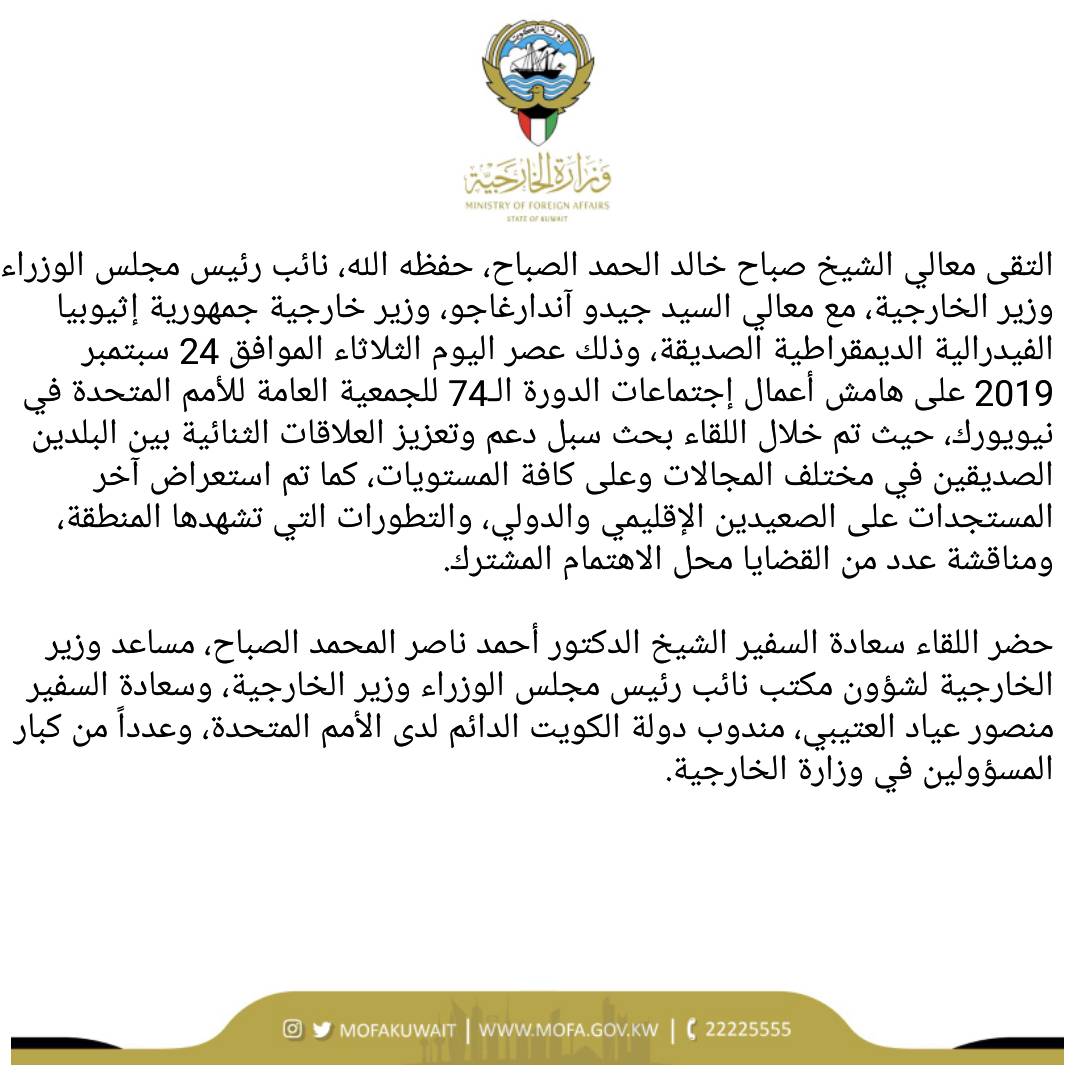 دولة الكويت
وزارة الخارجية
MINISTRY OF FOREIGN AFFAIRS
STATE OF KUWAIT
التقى معالي الشيخ صباح خالد الحمد الصباح، حفظه الله، نائب رئيس مجلس الوزراء
وزير الخارجية، مع معالي السيد جيدو آندارغاجو، وزير خارجية جمهورية إثيوبيا
الفيدرالية الديمقراطية الصديقة، وذلك عصر اليوم الثلاثاء الموافق 24 سبتمبر
2019 على هامش أعمال إجتماعات الدورة الـ74 للجمعية العامة للأمم المتحدة في
نيويورك، حيث تم خلال اللقاء بحث سبل دعم وتعزيز العلاقات الثنائية بين البلدين
الصديقين في مختلف المجالات وعلى كافة المستويات، كما تم استعراض آخر
المستجدات على الصعيدين الإقليمي والدولي، والتطورات التي تشهدها المنطقة،
ومناقشة عدد من القضايا محل الاهتمام المشترك.
حضر اللقاء سعادة السفير الشيخ الدكتور أحمد ناصر المحمد الصباح، مساعد وزير
الخارجية لشؤون مكتب نائب رئيس مجلس الوزراء وزير الخارجية، وسعادة السفير
منصور عياد العتيبي، مندوب دولة الكويت الدائم لدى الأمم المتحدة، وعدداً من كبار
المسؤولين في وزارة الخارجية.
MOFAKUWAIT | WWW.MOFA.GOV.KW | 22225555